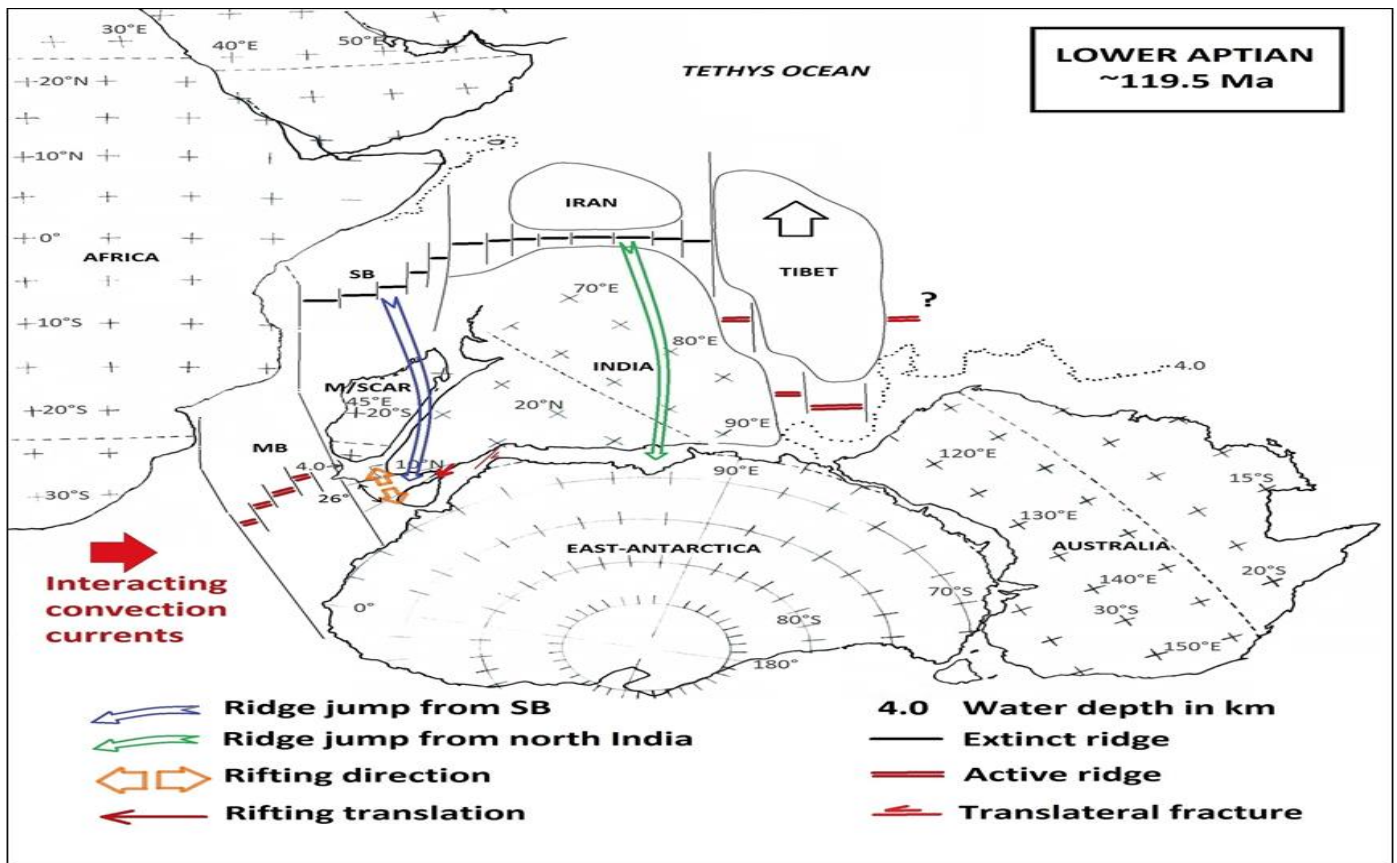 30°E
40°E
50°E
LOWER APTIAN
~119.5 Ma
TETHYS OCEAN
20°N
10°N
IRAN
0°
AFRICA
SB
TIBET
70°E
?
10°S
80°E
INDIA
4.0
M/SCAR
45°E
20°S
20°S
20°N
90°E
MB
120°E
4.0
10°N
90°E
15°S
30°S
26°
130°E
EAST-ANTARCTICA
AUSTRALIA
Interacting
convection
currents
140°E
20°S
0°
70°S
30°S
80°S
150°E
180°
Ridge jump from SB
4.0 Water depth in km
Ridge jump from north India
Extinct ridge
Rifting direction
Active ridge
Rifting translation
Translateral fracture